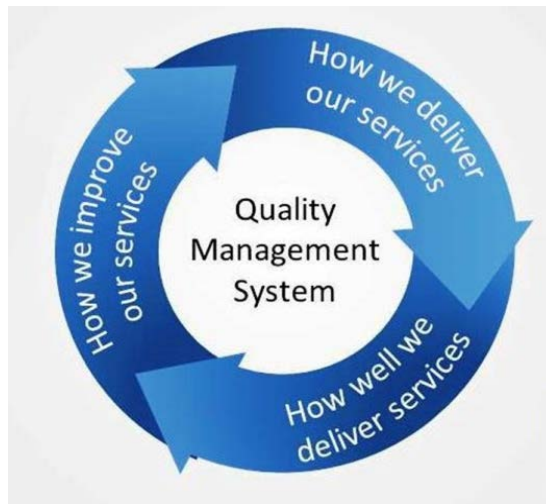 How we deliver
our services
Quality
Management
System
How well we
deliver services
How we improve
our services